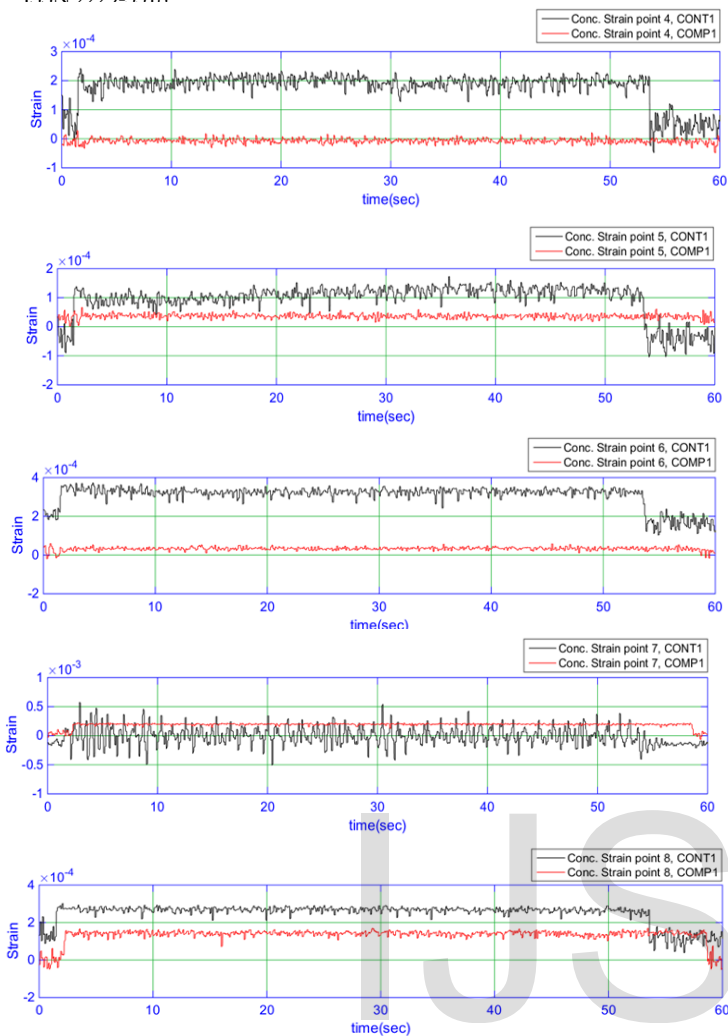 Conc. Strain point 4, CONT1
Conc. Strain point 4, COMP1
×10⁻⁴
3
2
1
0
-1
Strain
0 10 20 30 40 50 60
time(sec)
Conc. Strain point 5, CONT1
Conc. Strain point 5, COMP1
×10⁻⁴
2
1
0
-1
-2
Strain
0 10 20 30 40 50 60
time(sec)
Conc. Strain point 6, CONT1
Conc. Strain point 6, COMP1
×10⁻⁴
4
2
0
-2
Strain
0 10 20 30 40 50 60
time(sec)
Conc. Strain point 7, CONT1
Conc. Strain point 7, COMP1
×10⁻³
1
0.5
0
-0.5
-1
Strain
0 10 20 30 40 50 60
time(sec)
Conc. Strain point 8, CONT1
Conc. Strain point 8, COMP1
×10⁻⁴
4
2
0
-2
Strain
0 10 20 30 40 50 60
time(sec)
IJS